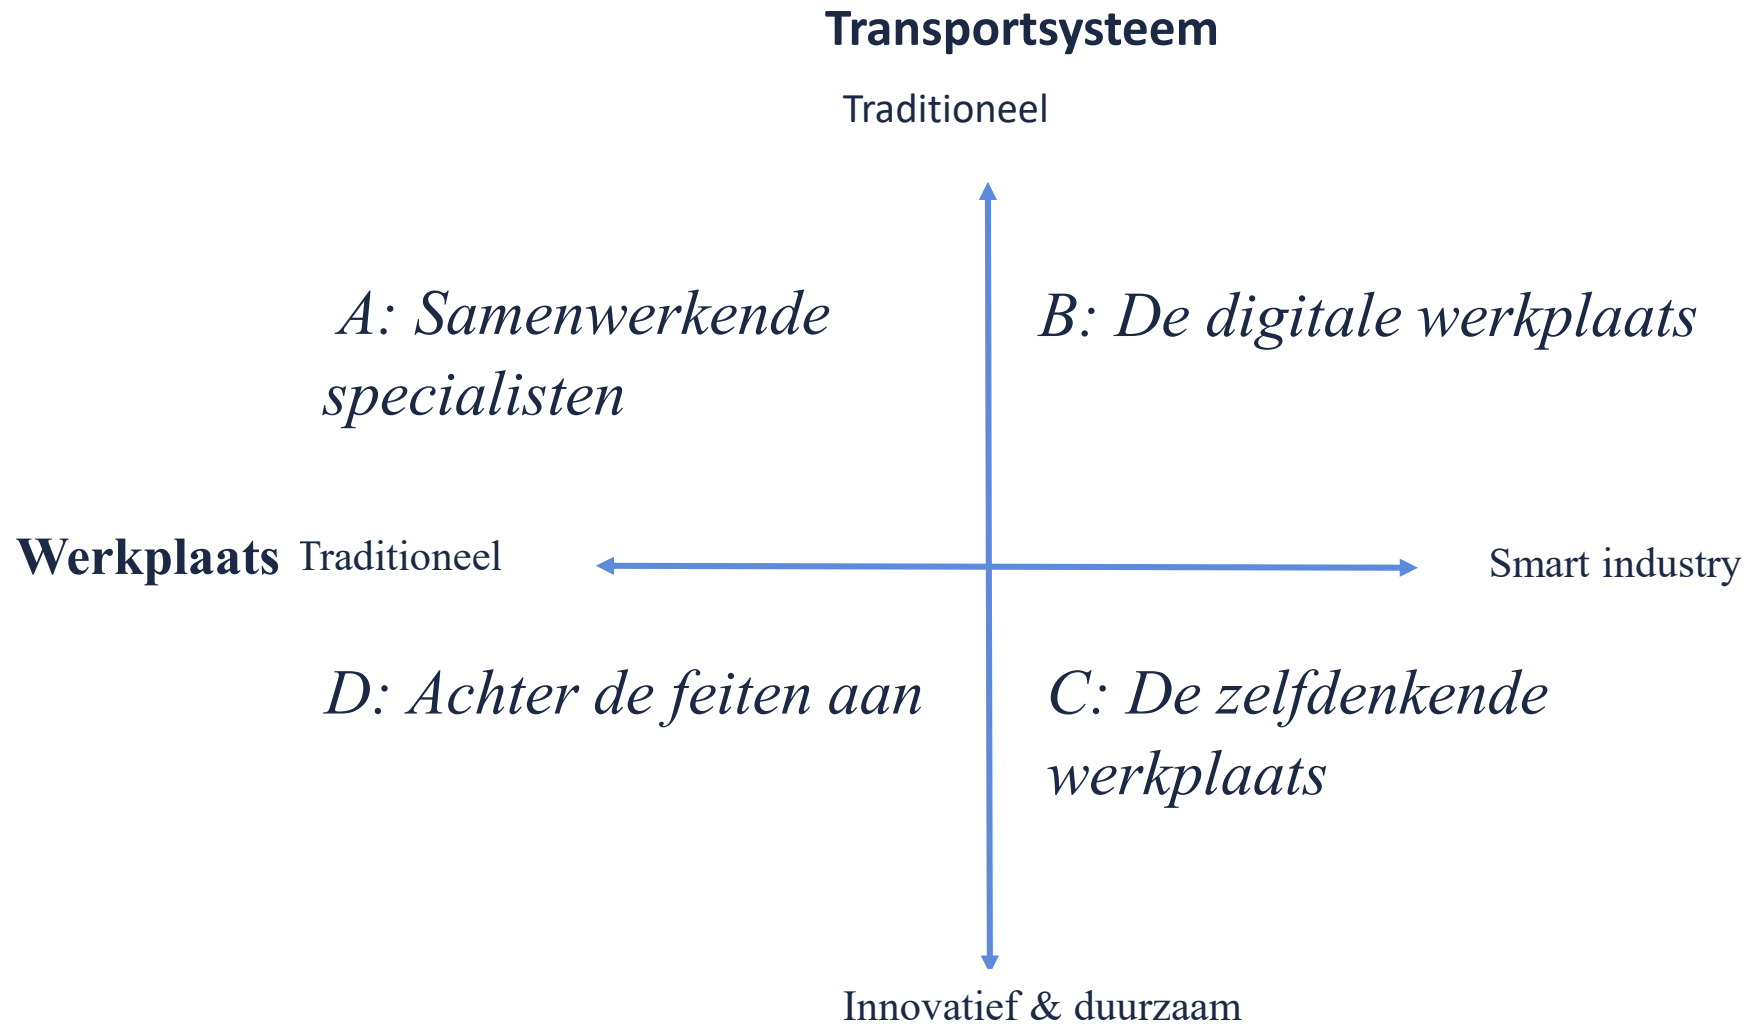 Transportsysteem
Traditioneel
A: Samenwerkende
specialisten
B: De digitale werkplaats
Werkplaats Traditioneel
Smart industry
D: Achter de feiten aan
C: De zelfdenkende
werkplaats
Innovatief & duurzaam